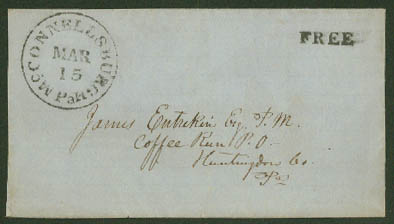 McCONNELLSBURG
MAR
15
Pa.
FREE
James Entrekin Esq P.M.
Coffee Run P.O.
Huntingdon Co.
Pa